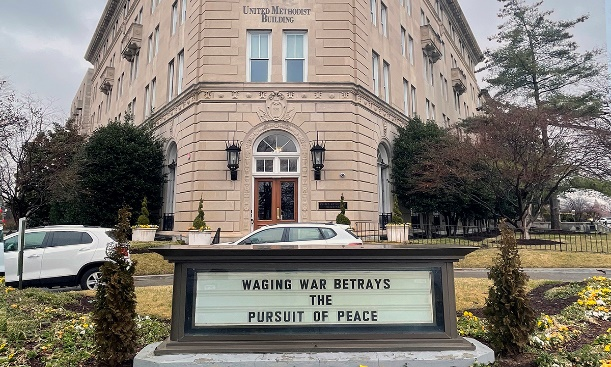 UNITED METHODIST
BUILDING
WAGING WAR BETRAYS
THE
PURSUIT OF PEACE